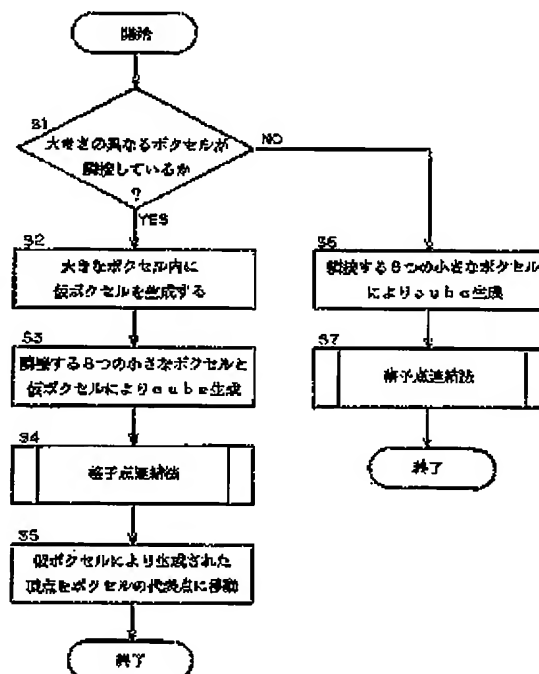 開始
S1
大きさの異なるボクセルが
隣接しているか
?
NO
YES
S2
大きなボクセル内に
仮ボクセルを生成する
S3
隣接する8つの小さなボクセルと
仮ボクセルによりcube生成
S4
格子点連結法
S5
仮ボクセルにより生成された
頂点をボクセルの代表点に移動
終了
S6
隣接する8つの小さなボクセル
によりcube生成
S7
格子点連結法
終了